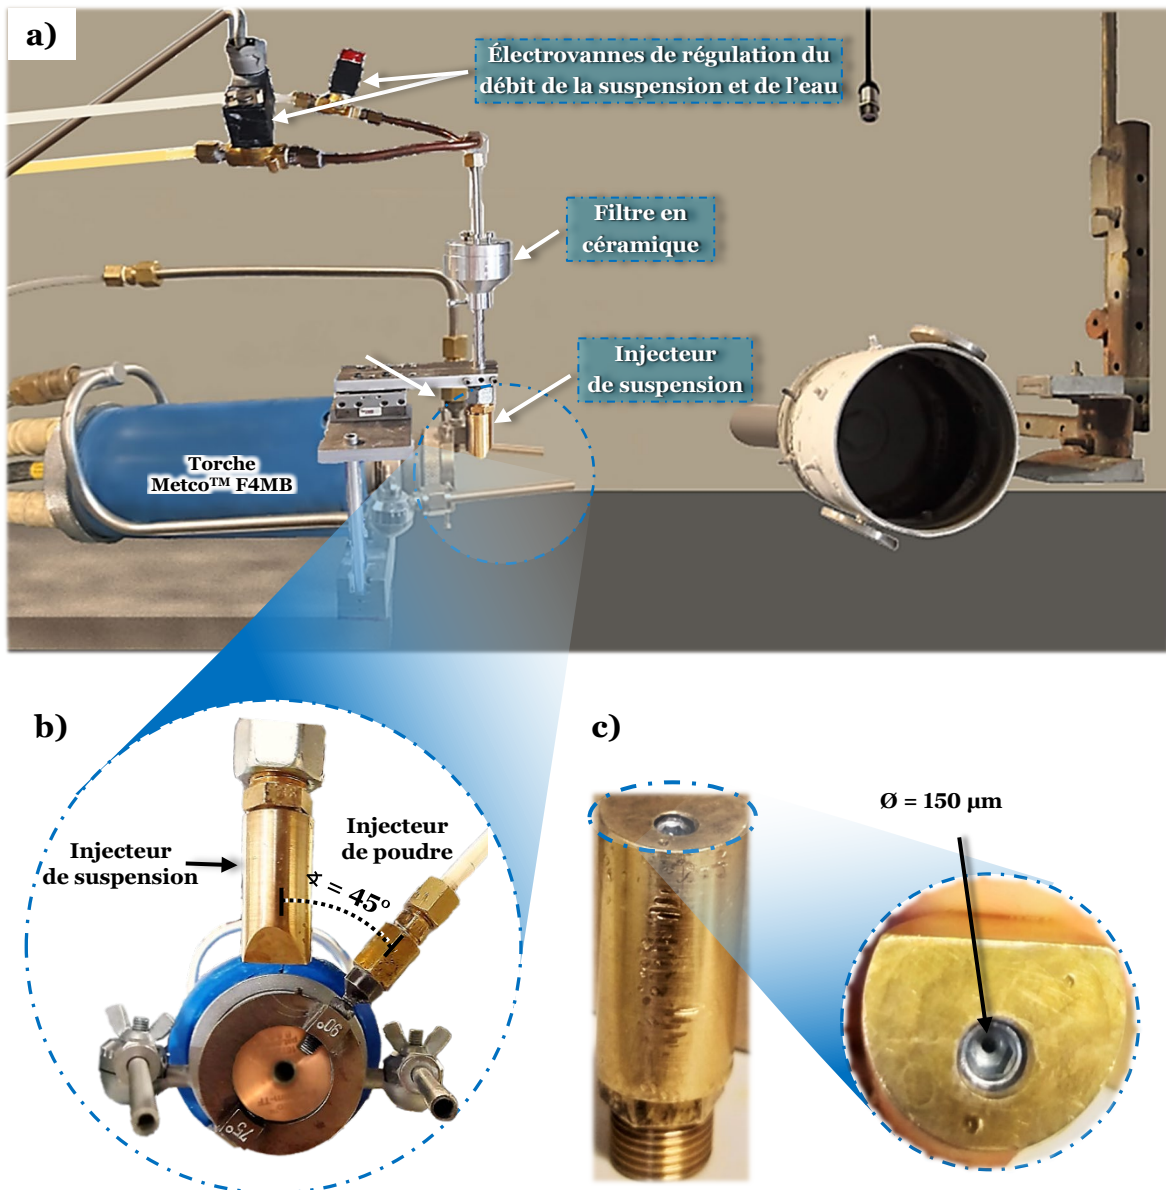 a)
Électrovannes de régulation du
débit de la suspension et de l'eau
Filtre en
céramique
Injecteur
de suspension
Torche
Metco™ F4MB
b)
Injecteur
de suspension
Injecteur
de poudre
∢ = 45º
90°
75°
c)
Ø = 150 µm